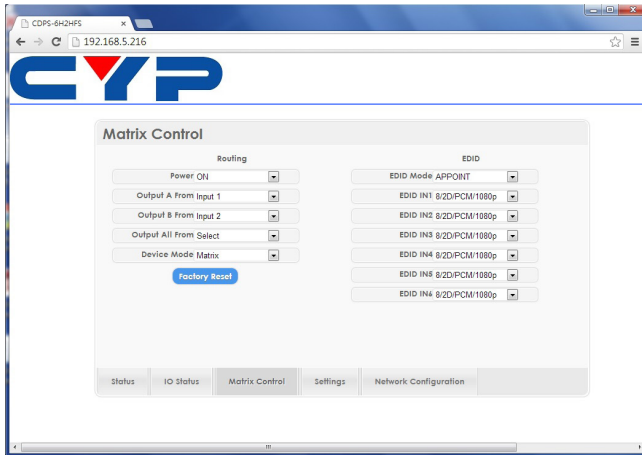 CDPS-6H2HFS
192.168.5.216
CYP
Matrix Control
Routing
Power ON
Output A From Input 1
Output B From Input 2
Output All From Select
Device Mode Matrix
Factory Reset
EDID
EDID Mode APPOINT
EDID IN1 8/2D/PCM/1080p
EDID IN2 8/2D/PCM/1080p
EDID IN3 8/2D/PCM/1080p
EDID IN4 8/2D/PCM/1080p
EDID IN5 8/2D/PCM/1080p
EDID IN6 8/2D/PCM/1080p
Status IO Status Matrix Control Settings Network Configuration